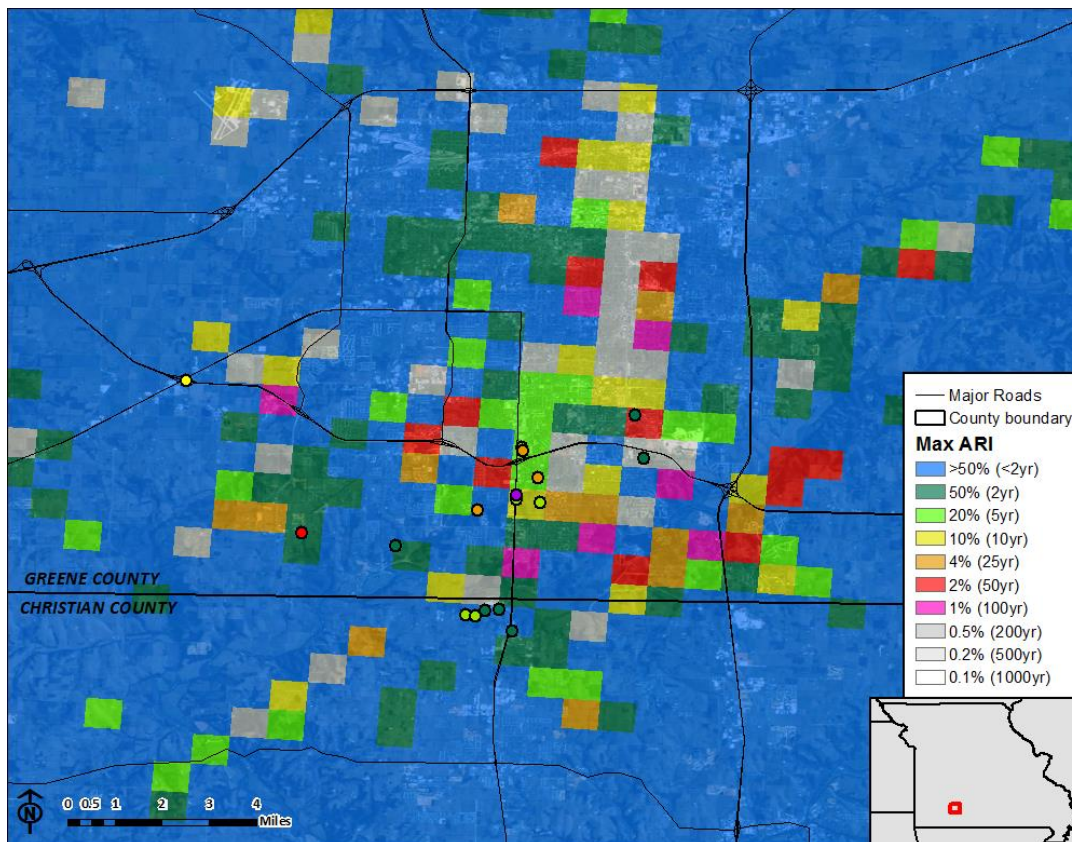 GREENE COUNTY
CHRISTIAN COUNTY
Major Roads
County boundary
Max ARI
>50% (<2yr)
50% (2yr)
20% (5yr)
10% (10yr)
4% (25yr)
2% (50yr)
1% (100yr)
0.5% (200yr)
0.2% (500yr)
0.1% (1000yr)
N
0 0.5 1 2 3 4
Miles